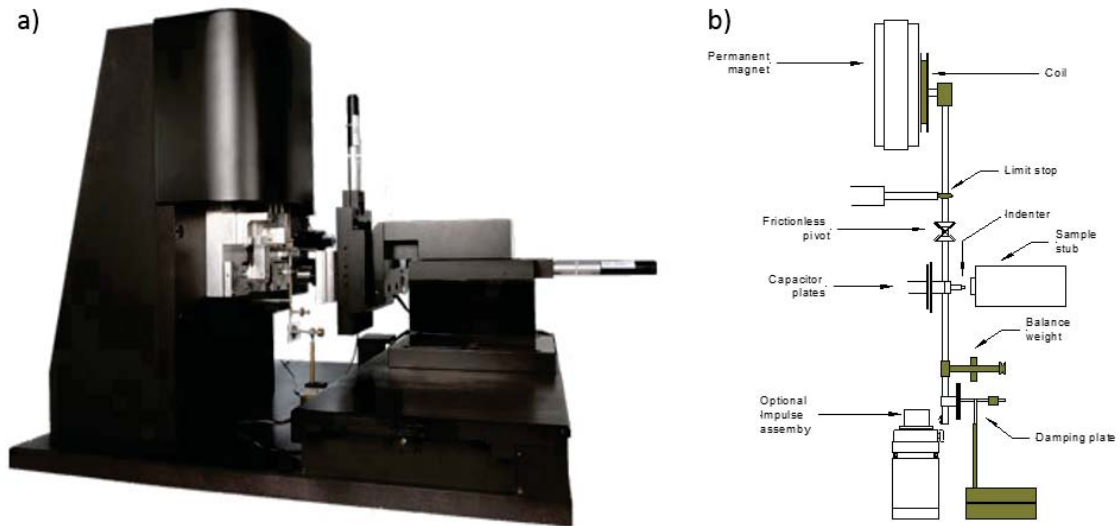 a)
b)
Permanent
magnet
Coil
Limit stop
Frictionless
pivot
Indenter
Sample
stub
Capacitor
plates
Balance
weight
Optional
Impulse
assemby
Damping plate